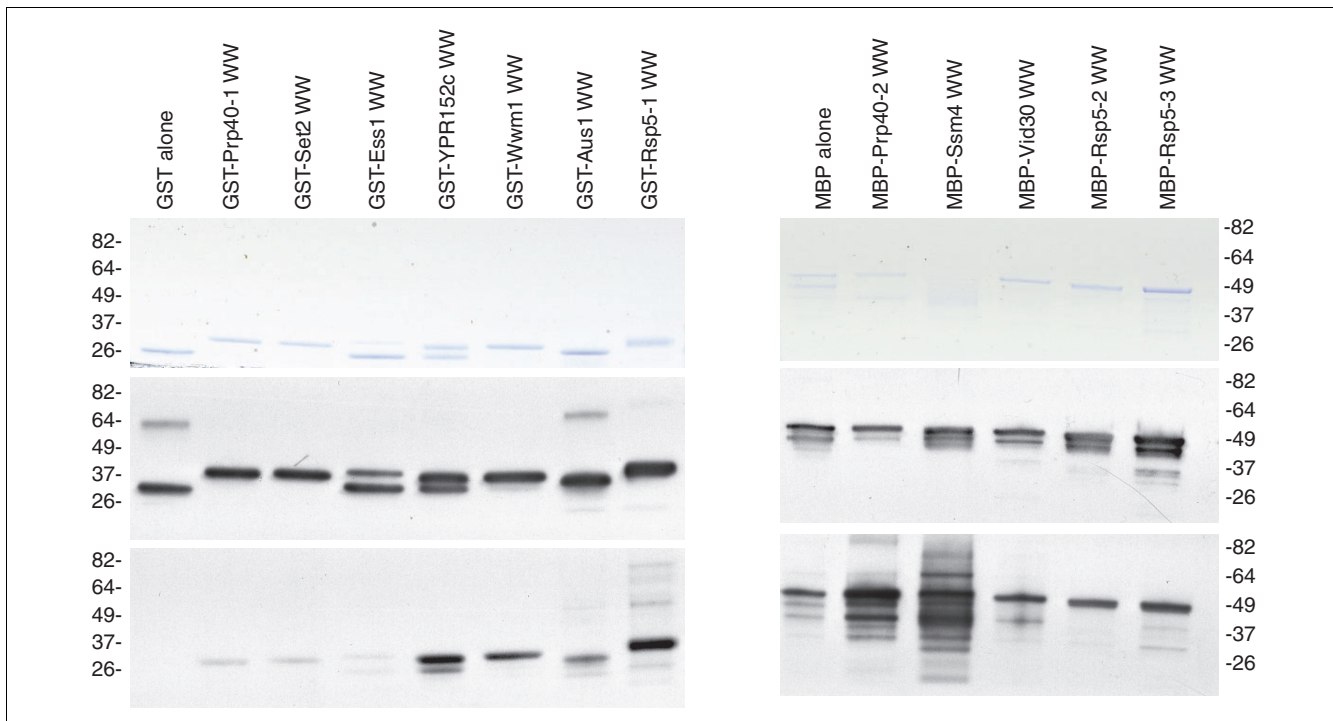 GST alone
GST-Prp40-1 WW
GST-Set2 WW
GST-Ess1 WW
GST-YPR152c WW
GST-Wwm1 WW
GST-Aus1 WW
GST-Rsp5-1 WW
MBP alone
MBP-Prp40-2 WW
MBP-Ssm4 WW
MBP-Vid30 WW
MBP-Rsp5-2 WW
MBP-Rsp5-3 WW
82-
64-
49-
37-
26-
82-
64-
49-
37-
26-
82-
64-
49-
37-
26-
-82
-64
-49
-37
-26
-82
-64
-49
-37
-26
-82
-64
-49
-37
-26